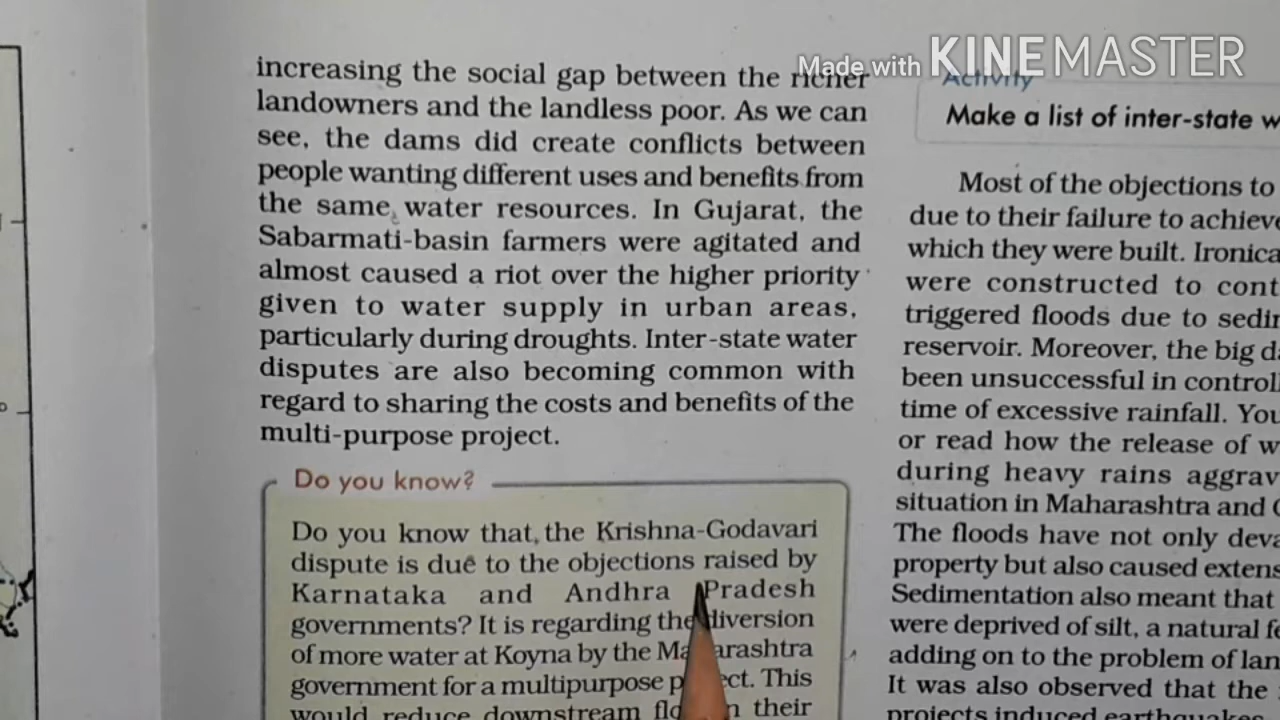 Made with KINEMASTER
increasing the social gap between the richer
landowners and the landless poor. As we can
see, the dams did create conflicts between
people wanting different uses and benefits from
the same water resources. In Gujarat, the
Sabarmati-basin farmers were agitated and
almost caused a riot over the higher priority
given to water supply in urban areas,
particularly during droughts. Inter-state water
disputes are also becoming common with
regard to sharing the costs and benefits of the
multi-purpose project.
Do you know?
Do you know that, the Krishna-Godavari
dispute is due to the objections raised by
Karnataka and Andhra Pradesh
governments? It is regarding the diversion
of more water at Koyna by the Maharashtra
government for a multipurpose project. This
would reduce downstream in their
Activity
Make a list of inter-state
Most of the objections to
due to their failure to achieve
which they were built.
were constructed to
triggered floods due to
reservoir. Moreover, the big
been unsuccessful in
time of excessive rainfall.
or read how the release of
during heavy rains
situation in Maharashtra and
The floods have not only
property but also caused
Sedimentation also meant that
were deprived of silt, a natural
adding on to the problem of
It was also observed that the
projects induced earthquakes